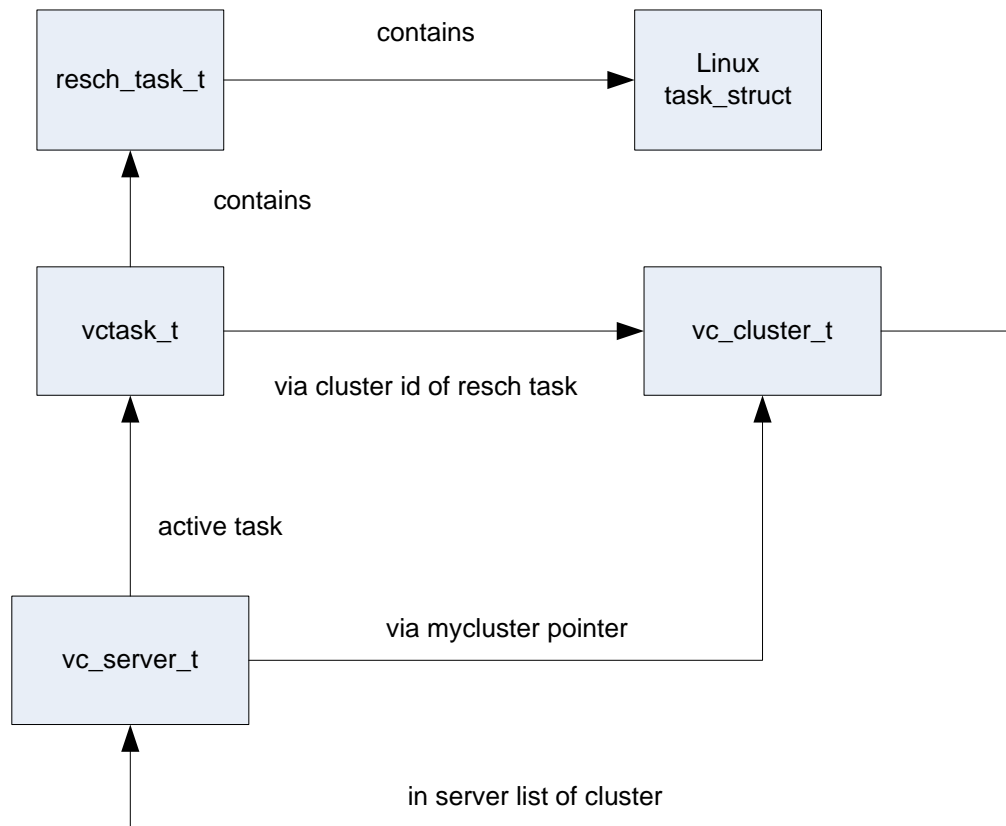 contains
resch_task_t
Linux
task_struct
contains
vctask_t
vc_cluster_t
via cluster id of resch task
active task
vc_server_t
via mycluster pointer
in server list of cluster